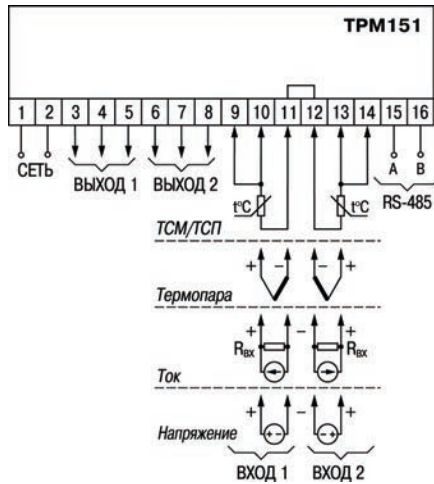 ТРМ151
1 2 3 4 5 6 7 8 9 10 11 12 13 14 15 16
СЕТЬ
ВЫХОД 1
ВЫХОД 2
A B
RS-485
t°C
t°C
ТСМ/ТСП
+ - - +
Термопара
+ - +
Rвх
Rвх
Ток
+ - +
Напряжение
+ -
- +
ВХОД 1
ВХОД 2